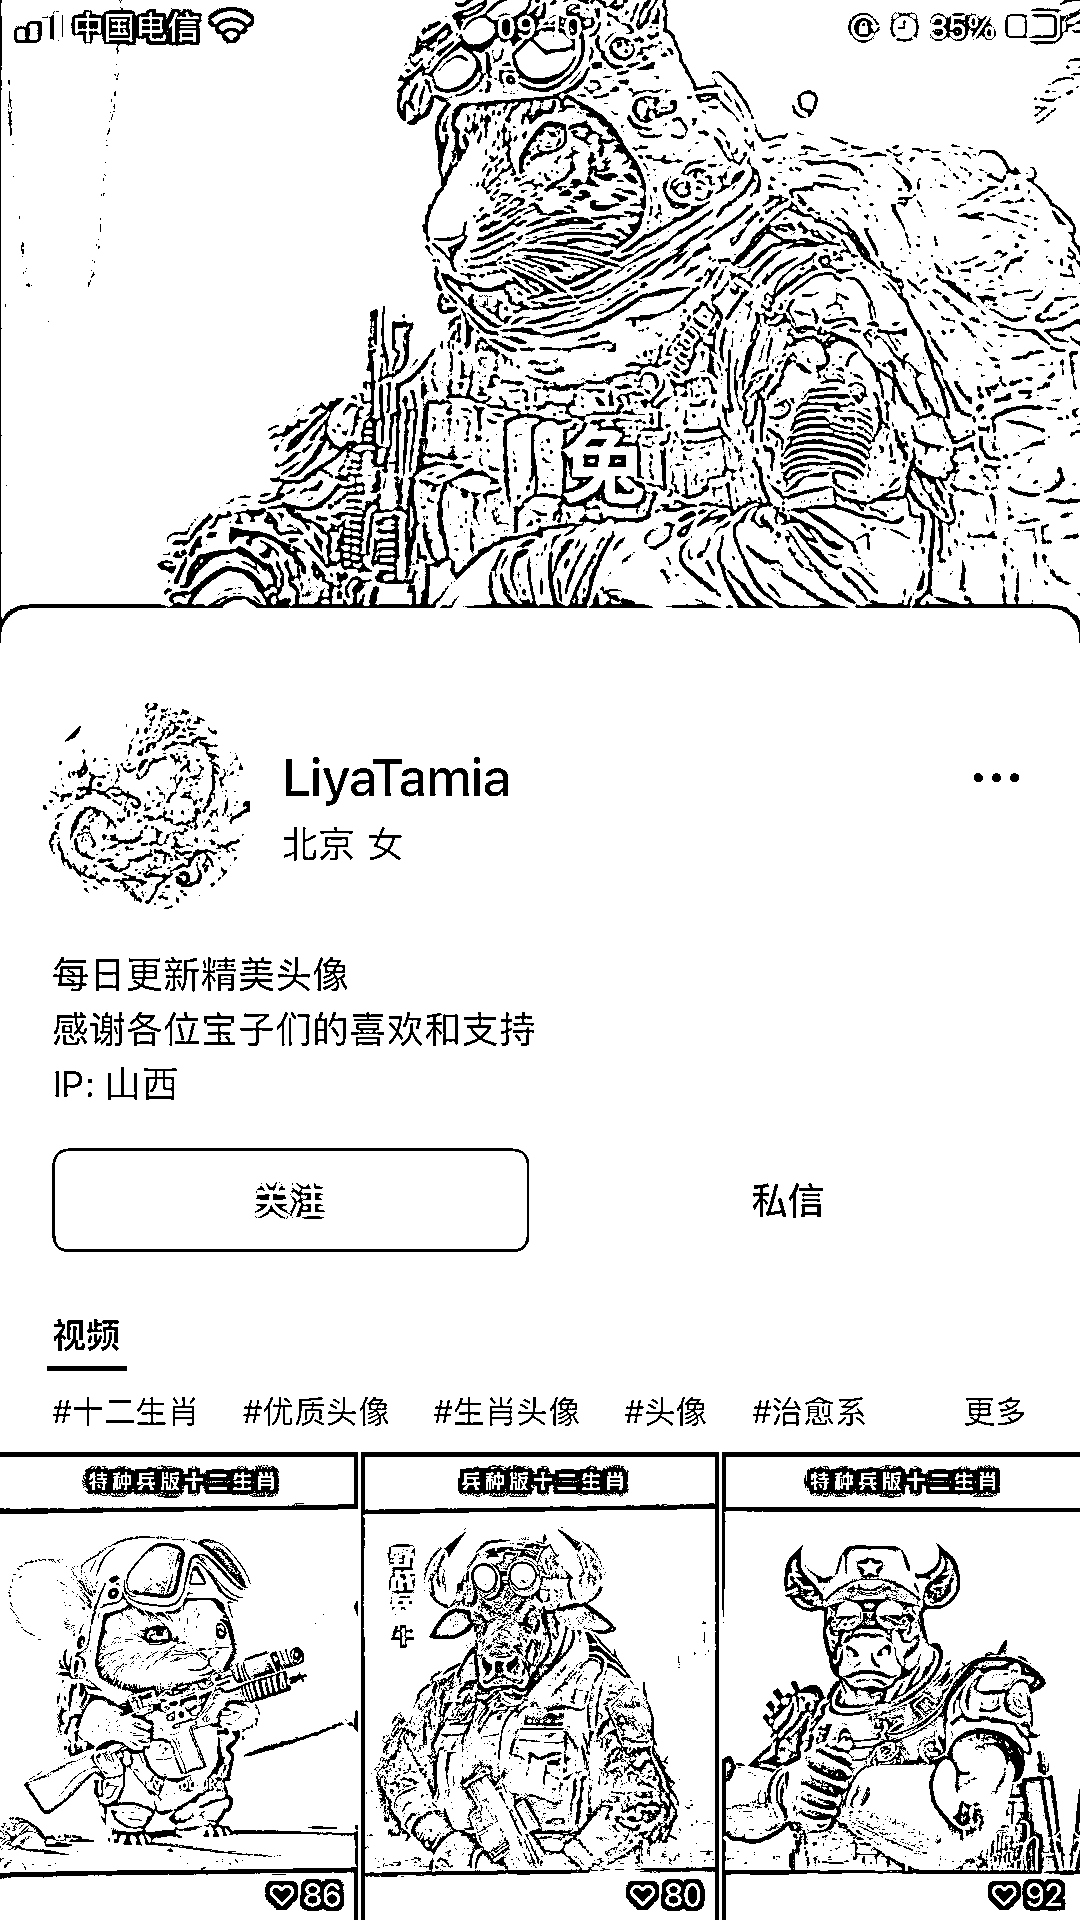 中国电信 09:40 35%
兔
LiyaTamia
北京 女
每日更新精美头像
感谢各位宝子们的喜欢和支持
IP: 山西
关注 私信
视频
#十二生肖 #优质头像 #生肖头像 #头像 #治愈系 更多
特种兵版十二生肖 兵种版十二生肖 特种兵版十二生肖
野战兵 牛
86 80 92